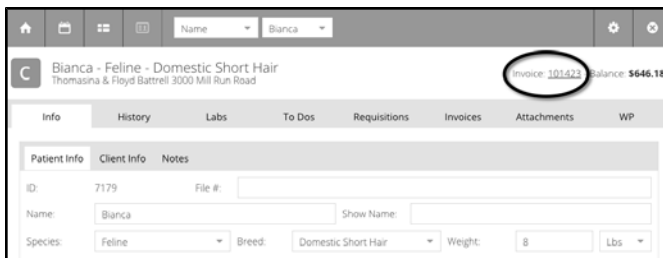 Name Bianca
C Bianca - Feline - Domestic Short Hair
Thomasina & Floyd Battrell 3000 Mill Run Road
Invoice: 101423 Balance: $646.18
Info History Labs To Dos Requisitions Invoices Attachments WP
Patient Info Client Info Notes
ID: 7179 File #:
Name: Bianca Show Name:
Species: Feline Breed: Domestic Short Hair Weight: 8 Lbs